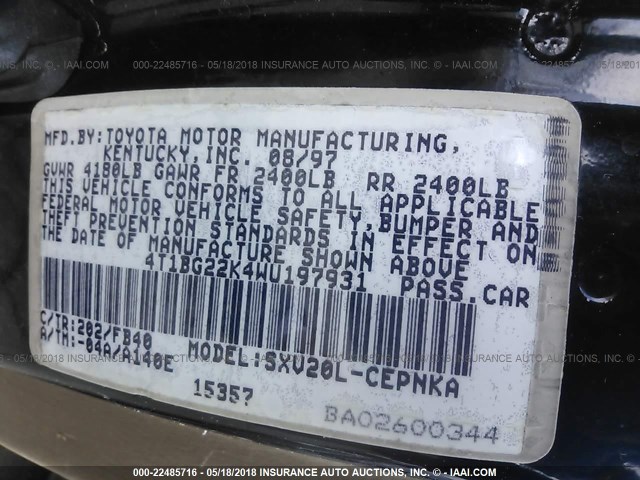 000-22485716 - 05/18/2018 - INSURANCE AUTO AUCTIONS, INC. - © - IAAI.COM
MFD.BY:TOYOTA MOTOR MANUFACTURING,
KENTUCKY,INC. 08/97
GVWR 4180LB GAWR FR 2400LB RR 2400LB
THIS VEHICLE CONFORMS TO ALL APPLICABLE
FEDERAL MOTOR VEHICLE SAFETY,BUMPER AND
THEFT PREVENTION STANDARDS IN EFFECT ON
THE DATE OF MANUFACTURE SHOWN ABOVE
4T1BG22K4WU197931 PASS.CAR
C/TR:202/FB40
A/TM:-04A/A140E MODEL:SXV20L-CEPNKA
15357
BA02600344
000-22485716 - 05/18/2018 - INSURANCE AUTO AUCTIONS, INC. - © - IAAI.COM